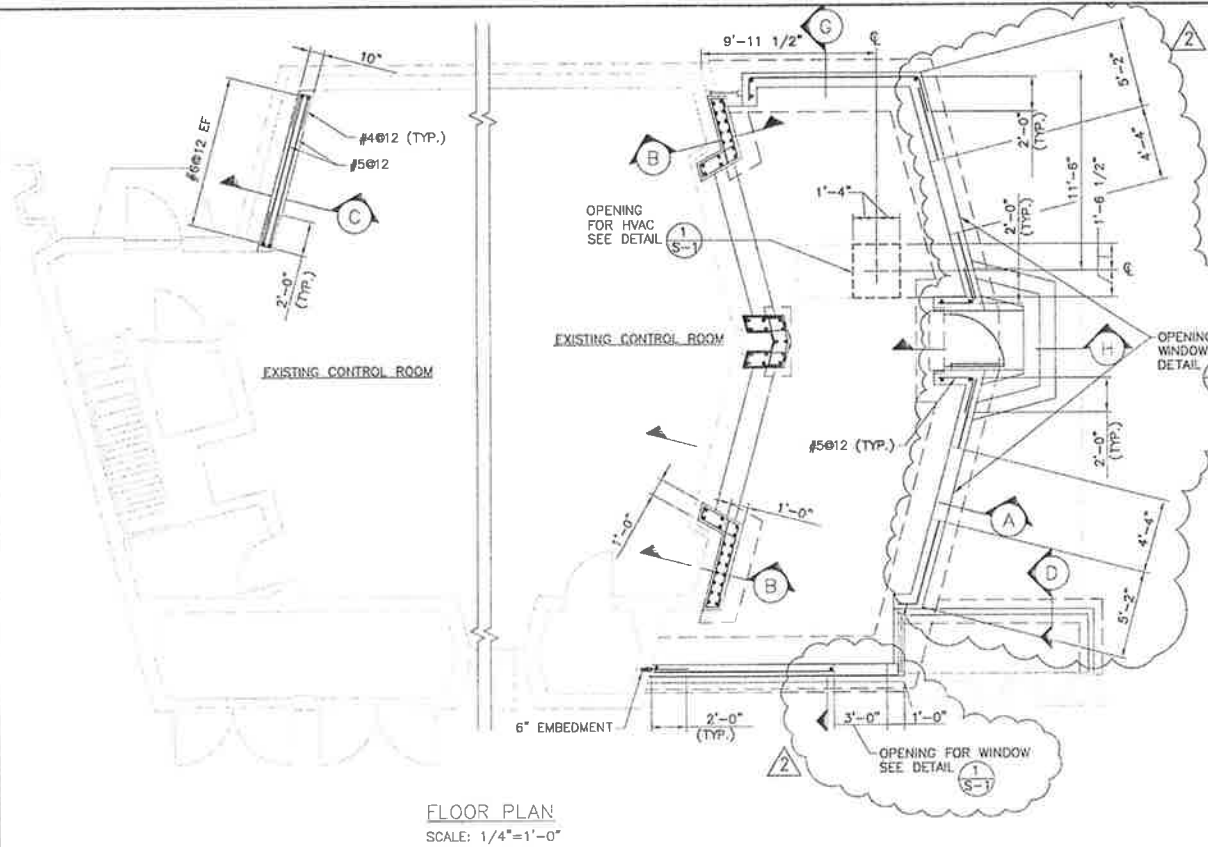 10"
9'-11 1/2"
G
℄
2
5'-2"
#6@12 EF
#4@12 (TYP.)
#5@12
C
2'-0"
(TYP.)
B
2'-0"
(TYP.)
4'-4"
11'-6"
1'-6 1/2"
1'-4"
OPENING
FOR HVAC
SEE DETAIL
1
S-1
2'-0"
(TYP.)
℄
EXISTING CONTROL ROOM
EXISTING CONTROL ROOM
H
OPENING
WINDOW
DETAIL
#5@12 (TYP.)
2'-0"
(TYP.)
1'-0"
1'-0"
A
4'-4"
B
D
5'-2"
6" EMBEDMENT
2'-0"
(TYP.)
3'-0"
1'-0"
2
OPENING FOR WINDOW
SEE DETAIL
1
S-1
FLOOR PLAN
SCALE: 1/4"=1'-0"